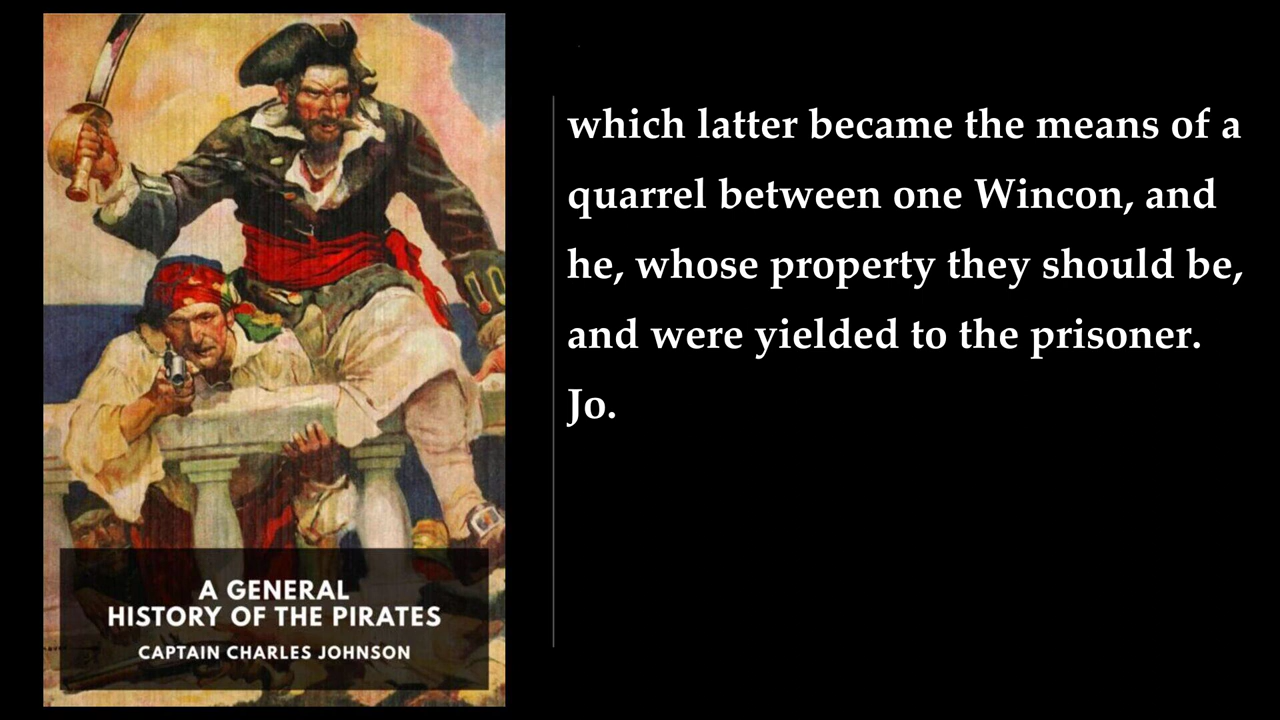 A GENERAL
HISTORY OF THE PIRATES
CAPTAIN CHARLES JOHNSON
which latter became the means of a
quarrel between one Wincon, and
he, whose property they should be,
and were yielded to the prisoner.
Jo.